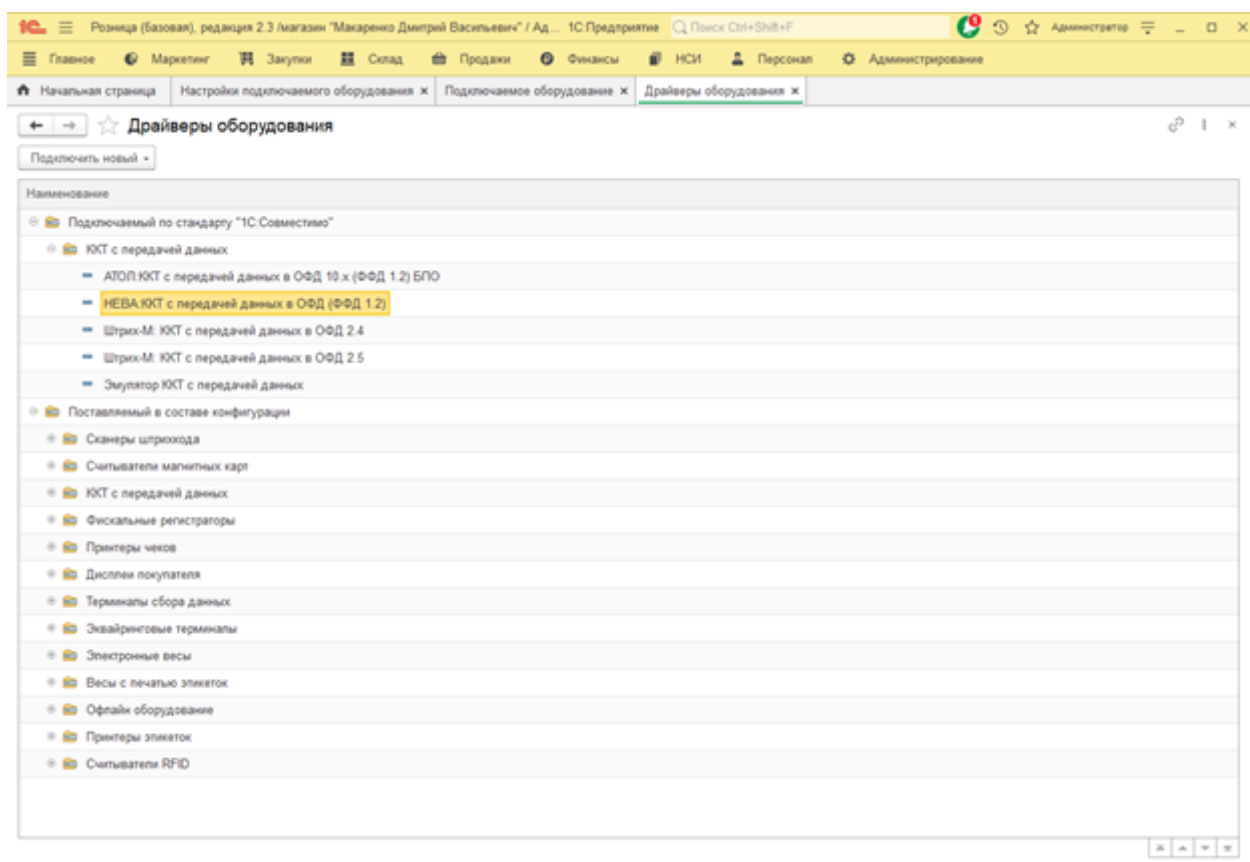 1С Розница (базовая), редакция 2.3 /магазин "Макаренко Дмитрий Васильевич" / Ад... 1С:Предприятие Поиск Ctrl+Shift+F 9 Администратор
Главное Маркетинг Закупки Склад Продажи Финансы НСИ Персонал Администрирование
Начальная страница Настройки подключаемого оборудования × Подключаемое оборудование × Драйверы оборудования ×
Драйверы оборудования
Подключить новый
Наименование
Подключаемый по стандарту "1С:Совместимо"
ККТ с передачей данных
АТОЛ:ККТ с передачей данных в ОФД 10.x (ФФД 1.2) БПО
НЕВА:ККТ с передачей данных в ОФД (ФФД 1.2)
Штрих-М: ККТ с передачей данных в ОФД 2.4
Штрих-М: ККТ с передачей данных в ОФД 2.5
Эмулятор ККТ с передачей данных
Поставляемый в составе конфигурации
Сканеры штрихкода
Считыватели магнитных карт
ККТ с передачей данных
Фискальные регистраторы
Принтеры чеков
Дисплеи покупателя
Терминалы сбора данных
Эквайринговые терминалы
Электронные весы
Весы с печатью этикеток
Офлайн оборудование
Принтеры этикеток
Считыватели RFID